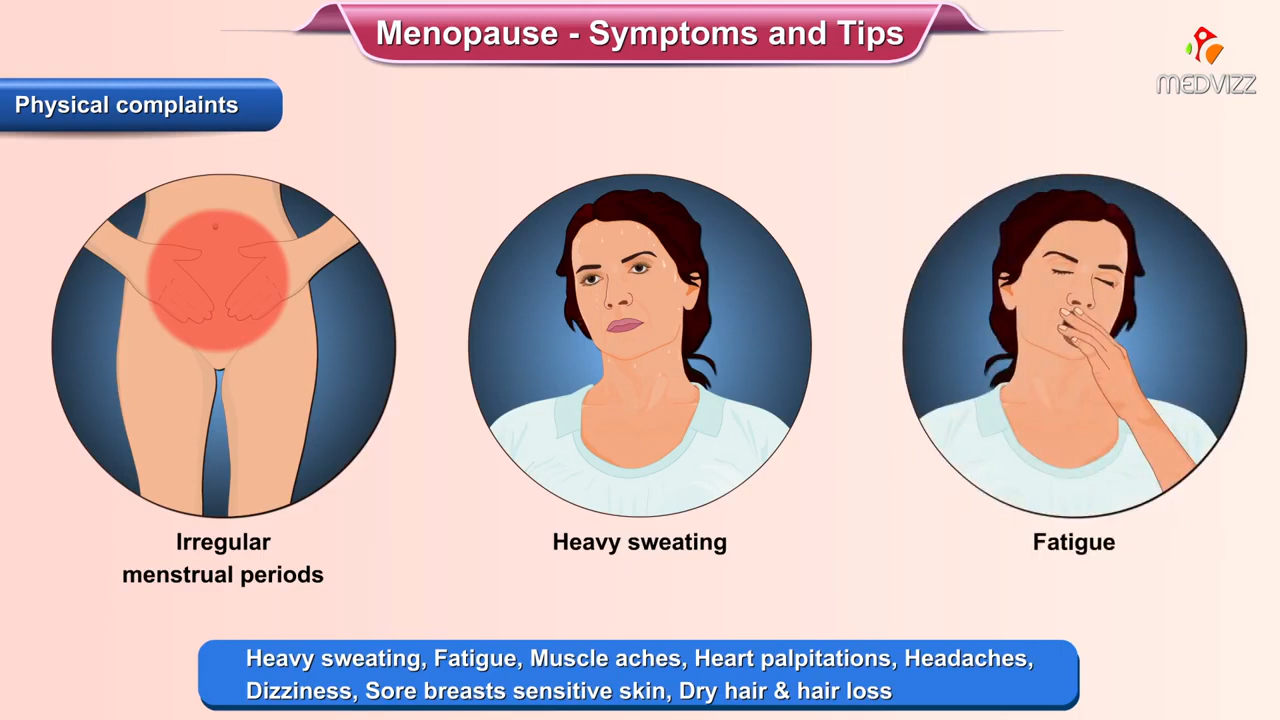 Menopause - Symptoms and Tips
MEDVIZZ
Physical complaints
Irregular
menstrual periods
Heavy sweating
Fatigue
Heavy sweating, Fatigue, Muscle aches, Heart palpitations, Headaches,
Dizziness, Sore breasts sensitive skin, Dry hair & hair loss